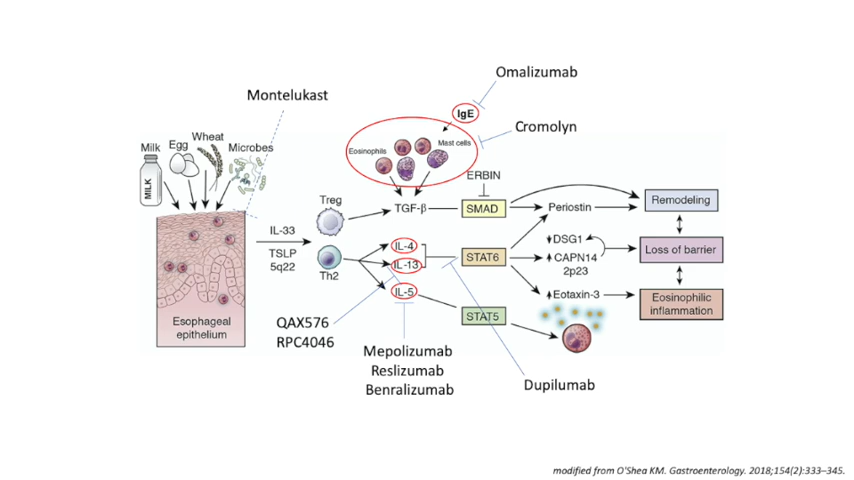 Omalizumab
Montelukast
IgE
Cromolyn
Milk
Egg
Wheat
Microbes
Eosinophils
Mast cells
MILK
ERBIN
Treg
TGF-β
SMAD
Periostin
Remodeling
IL-33
TSLP
5q22
Th2
IL-4
IL-13
IL-5
STAT6
DSG1
CAPN14
2p23
Loss of barrier
Eotaxin-3
Eosinophilic
inflammation
STAT5
Esophageal
epithelium
QAX576
RPC4046
Mepolizumab
Reslizumab
Benralizumab
Dupilumab
modified from O'Shea KM. Gastroenterology. 2018;154(2):333–345.